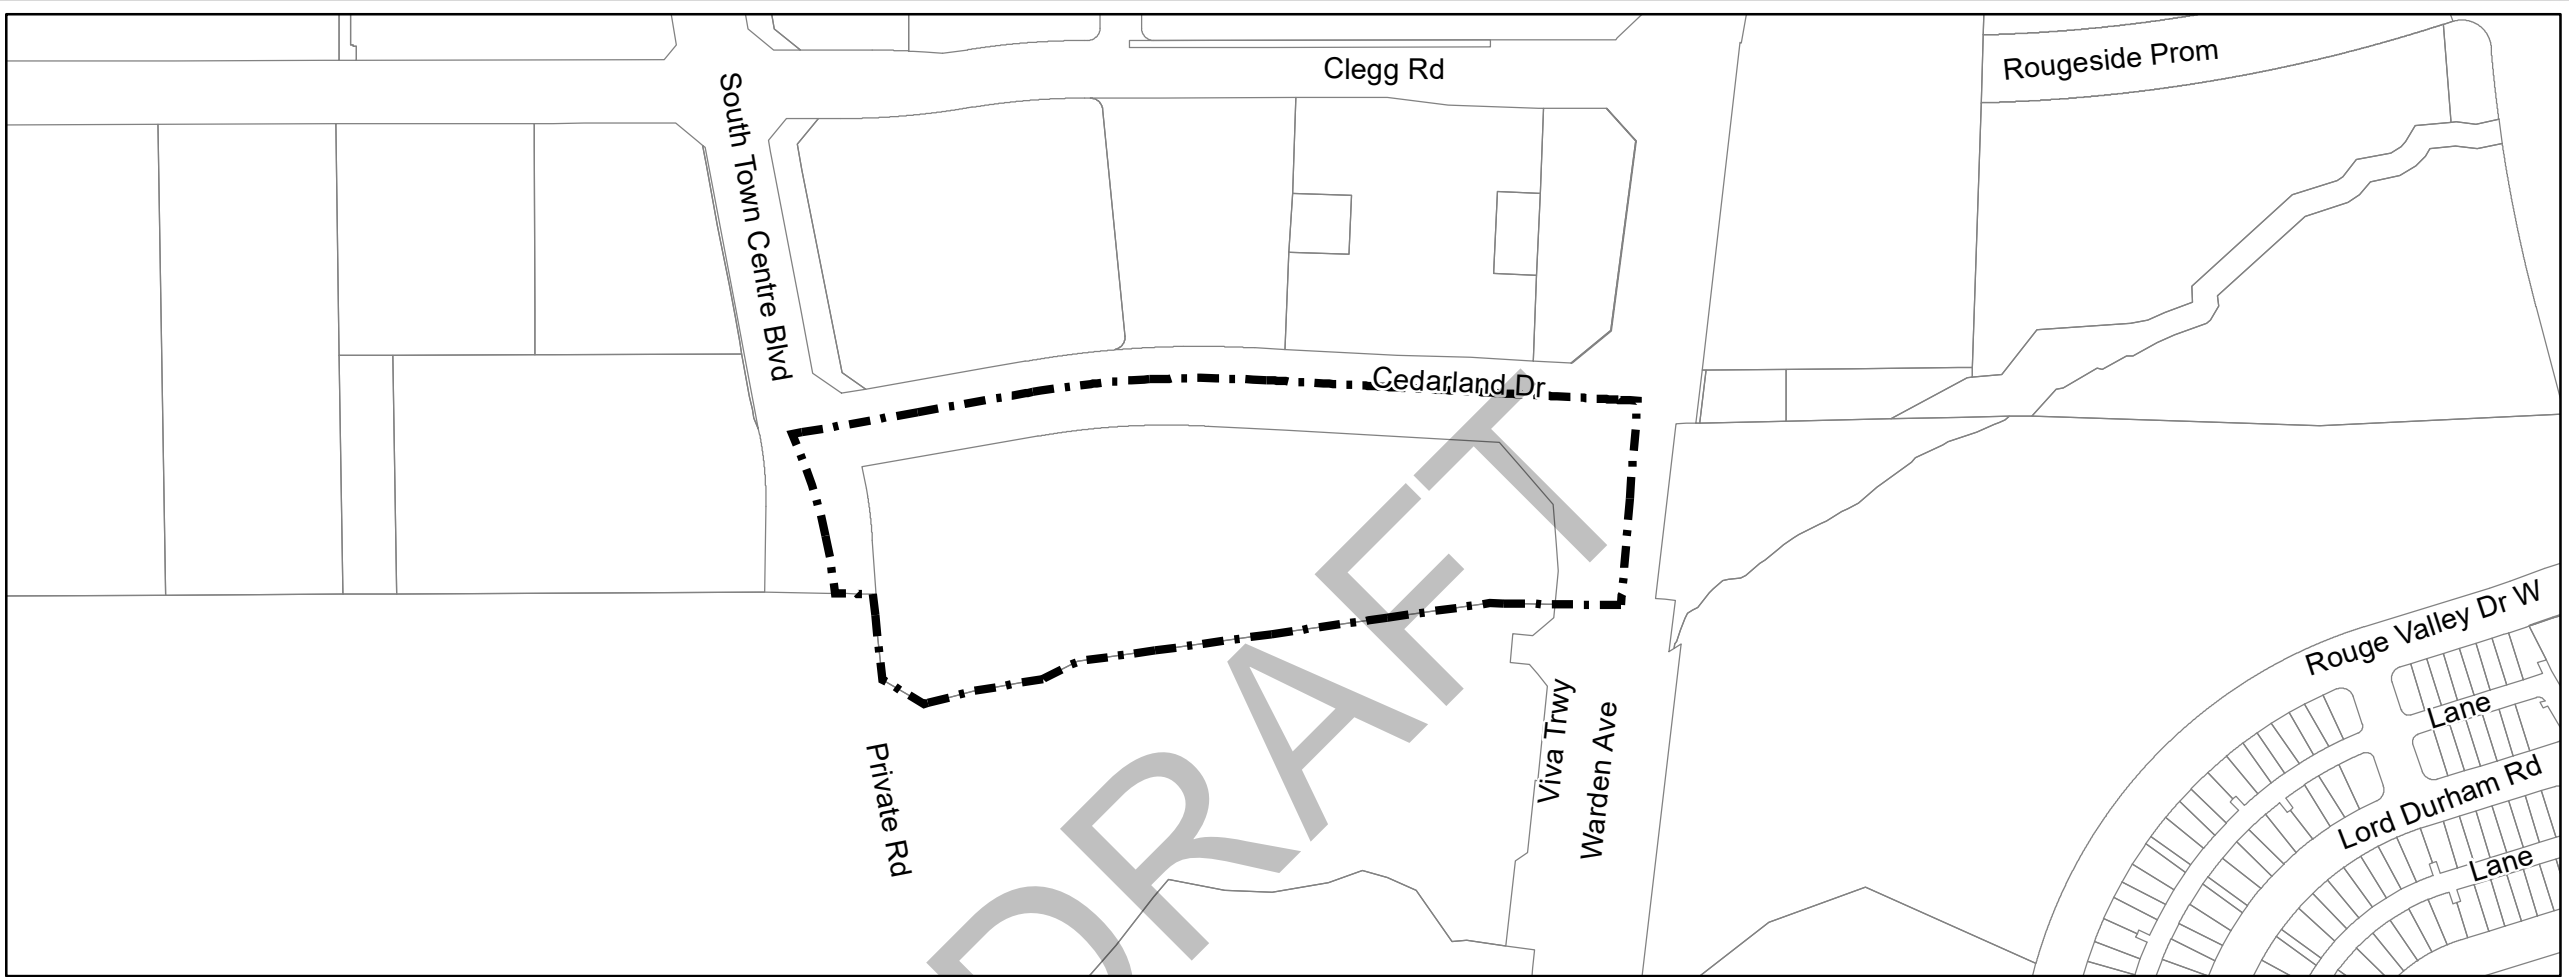 Clegg Rd
Rougeside Prom
South Town Centre Blvd
Cedarland Dr
Rouge Valley Dr W
Lane
Viva Trwy
Warden Ave
Private Rd
Lord Durham Rd
Lane
DRAFT